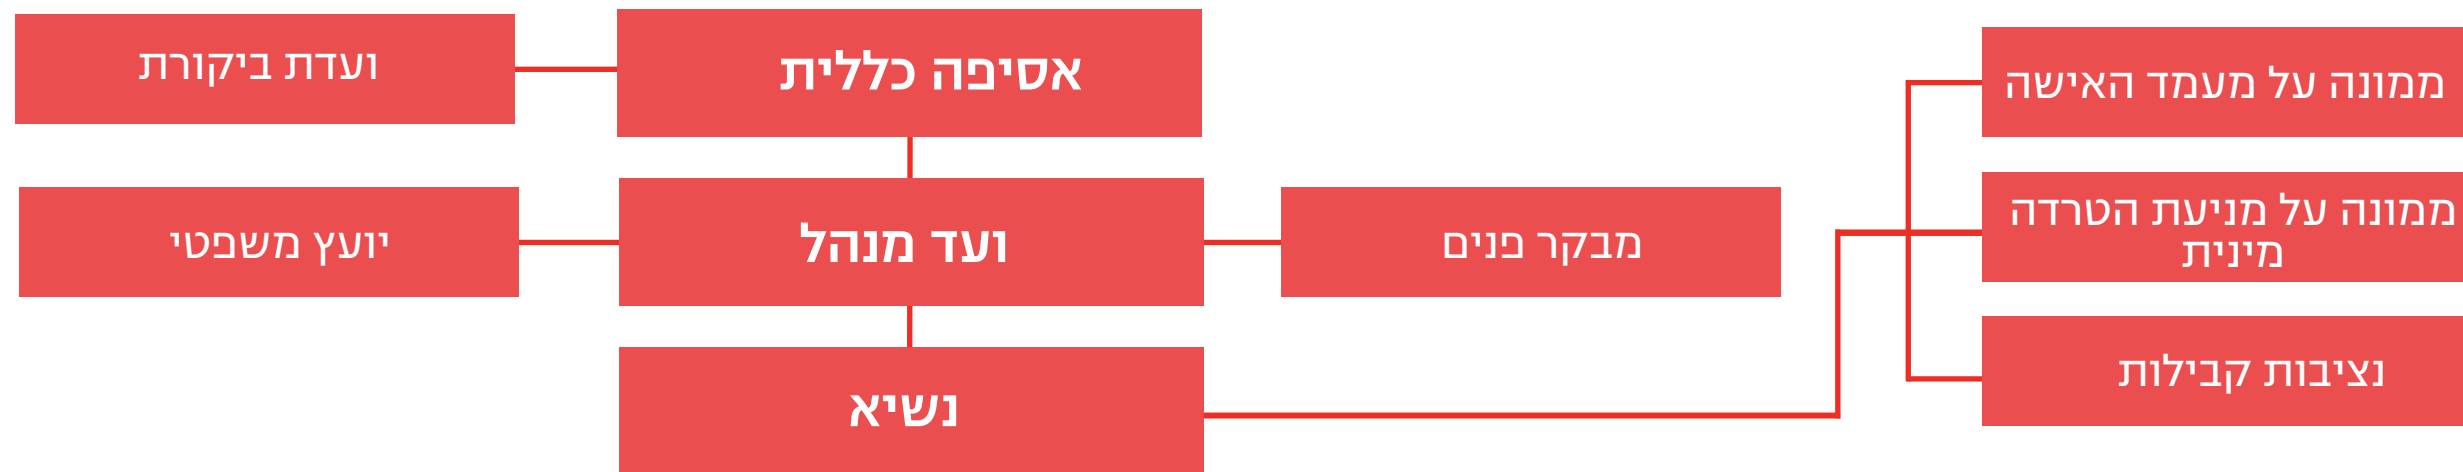 אסיפה כללית
ועדת ביקורת
ועד מנהל
מבקר פנים
יועץ משפטי
נשיא
ממונה על מעמד האישה
ממונה על מניעת הטרדה
מינית
נציבות קבילות